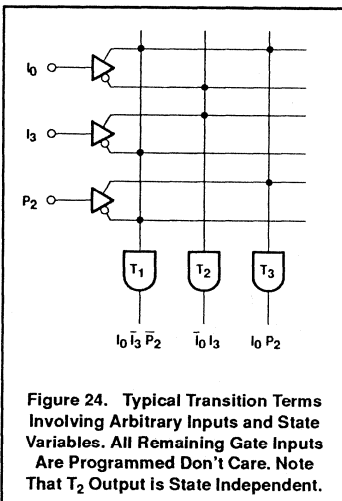 I0
I3
P2
T1 T2 T3
I0 Ī3 P̄2 Ī0 I3 I0 P2
Figure 24. Typical Transition Terms
Involving Arbitrary Inputs and State
Variables. All Remaining Gate Inputs
Are Programmed Don't Care. Note
That T2 Output is State Independent.